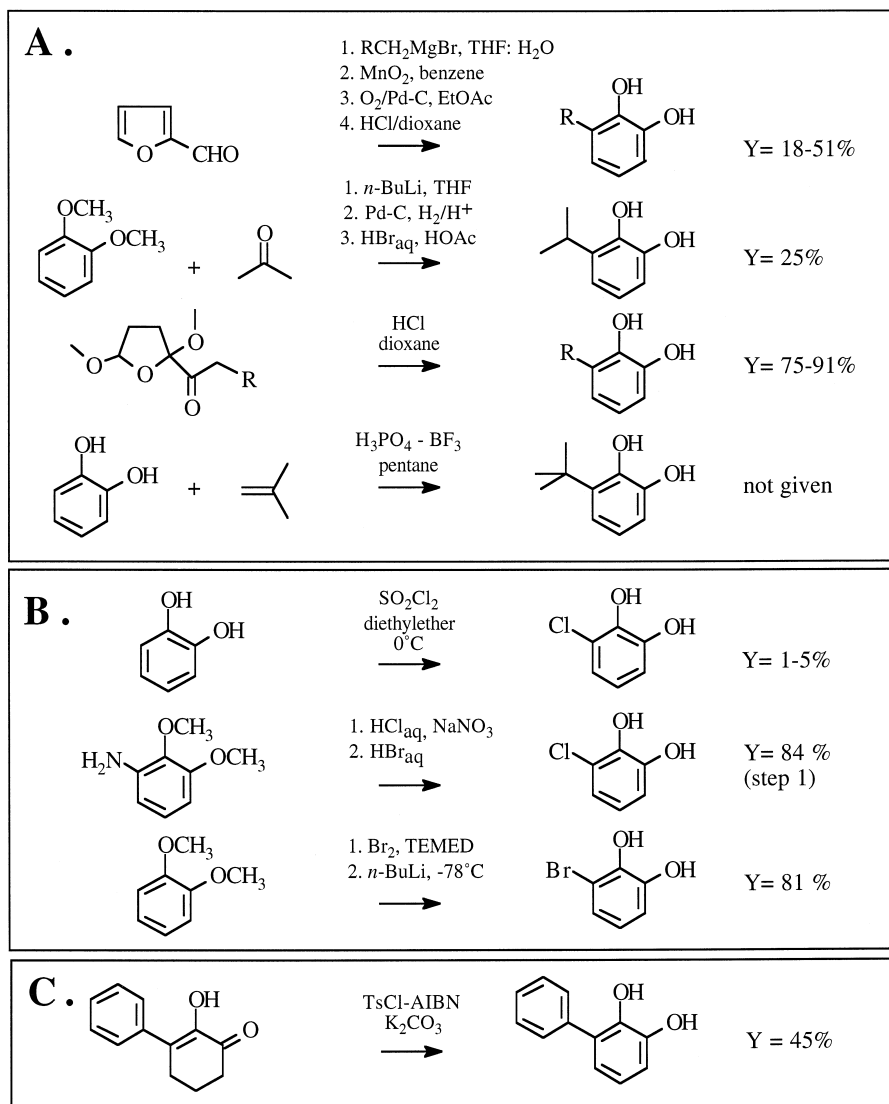 A .
1. RCH₂MgBr, THF: H₂O
2. MnO₂, benzene
3. O₂/Pd-C, EtOAc
4. HCl/dioxane
O
CHO
R
OH
OH
Y= 18-51%
OCH₃
OCH₃
+
O
1. n-BuLi, THF
2. Pd-C, H₂/H⁺
3. HBraq, HOAc
OH
OH
Y= 25%
O
O
O
O
R
HCl
dioxane
R
OH
OH
Y= 75-91%
OH
OH
+
H₃PO₄ - BF₃
pentane
OH
OH
not given
B .
OH
OH
SO₂Cl₂
diethylether
0°C
Cl
OH
OH
Y= 1-5%
H₂N
OCH₃
OCH₃
1. HClaq, NaNO₃
2. HBraq
Cl
OH
OH
Y= 84 %
(step 1)
OCH₃
OCH₃
1. Br₂, TEMED
2. n-BuLi, -78°C
Br
OH
OH
Y= 81 %
C .
OH
O
TsCl-AIBN
K₂CO₃
OH
OH
Y = 45%